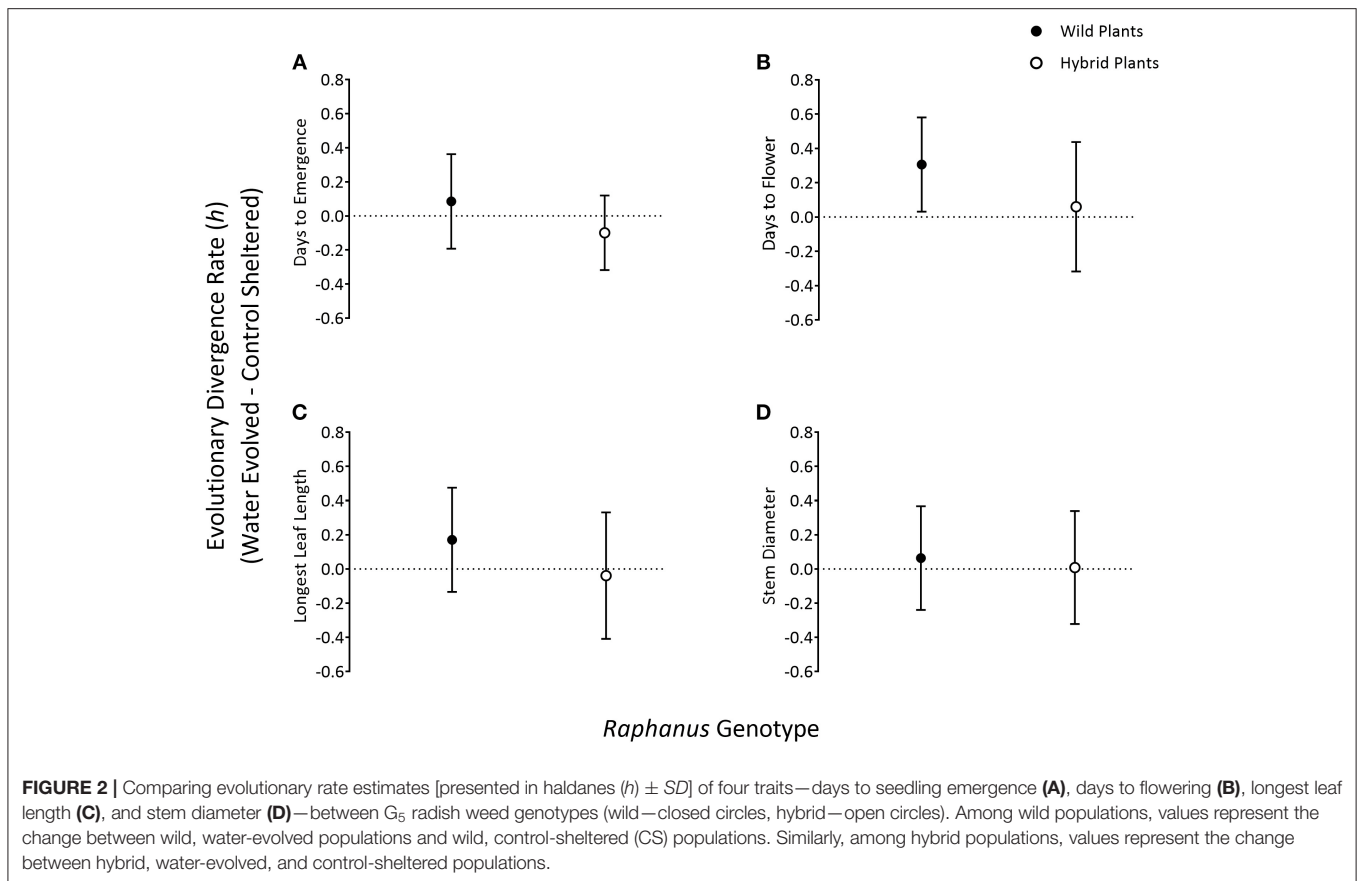 Wild Plants
Hybrid Plants
Evolutionary Divergence Rate (h)
(Water Evolved - Control Sheltered)
A
Days to Emergence
0.8
0.6
0.4
0.2
0.0
-0.2
-0.4
-0.6
B
Days to Flower
0.8
0.6
0.4
0.2
0.0
-0.2
-0.4
-0.6
C
Longest Leaf Length
0.8
0.6
0.4
0.2
0.0
-0.2
-0.4
-0.6
D
Stem Diameter
0.8
0.6
0.4
0.2
0.0
-0.2
-0.4
-0.6
Raphanus Genotype
FIGURE 2 | Comparing evolutionary rate estimates [presented in haldanes (h) ± SD] of four traits—days to seedling emergence (A), days to flowering (B), longest leaf
length (C), and stem diameter (D)—between G₅ radish weed genotypes (wild—closed circles, hybrid—open circles). Among wild populations, values represent the
change between wild, water-evolved populations and wild, control-sheltered (CS) populations. Similarly, among hybrid populations, values represent the change
between hybrid, water-evolved, and control-sheltered populations.